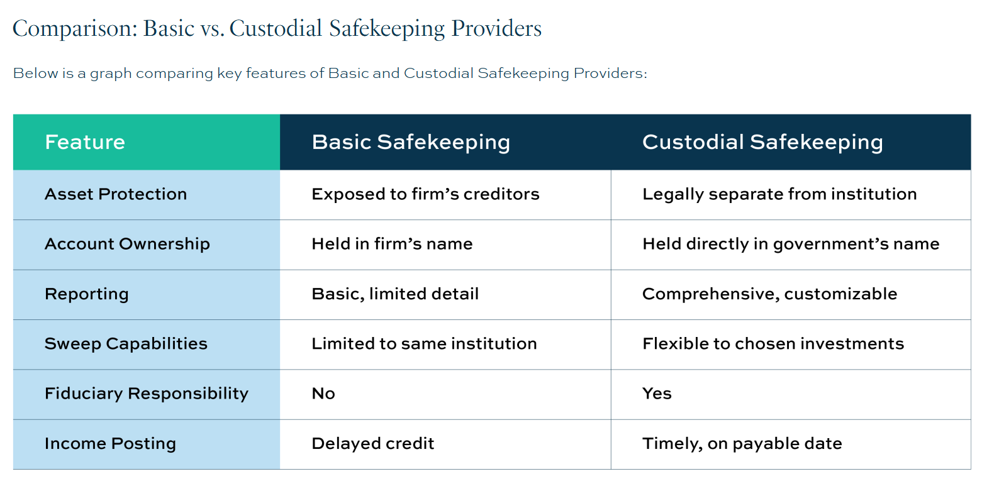 Comparison: Basic vs. Custodial Safekeeping Providers
Below is a graph comparing key features of Basic and Custodial Safekeeping Providers:
Feature Basic Safekeeping Custodial Safekeeping
Asset Protection Exposed to firm’s creditors Legally separate from institution
Account Ownership Held in firm’s name Held directly in government’s name
Reporting Basic, limited detail Comprehensive, customizable
Sweep Capabilities Limited to same institution Flexible to chosen investments
Fiduciary Responsibility No Yes
Income Posting Delayed credit Timely, on payable date